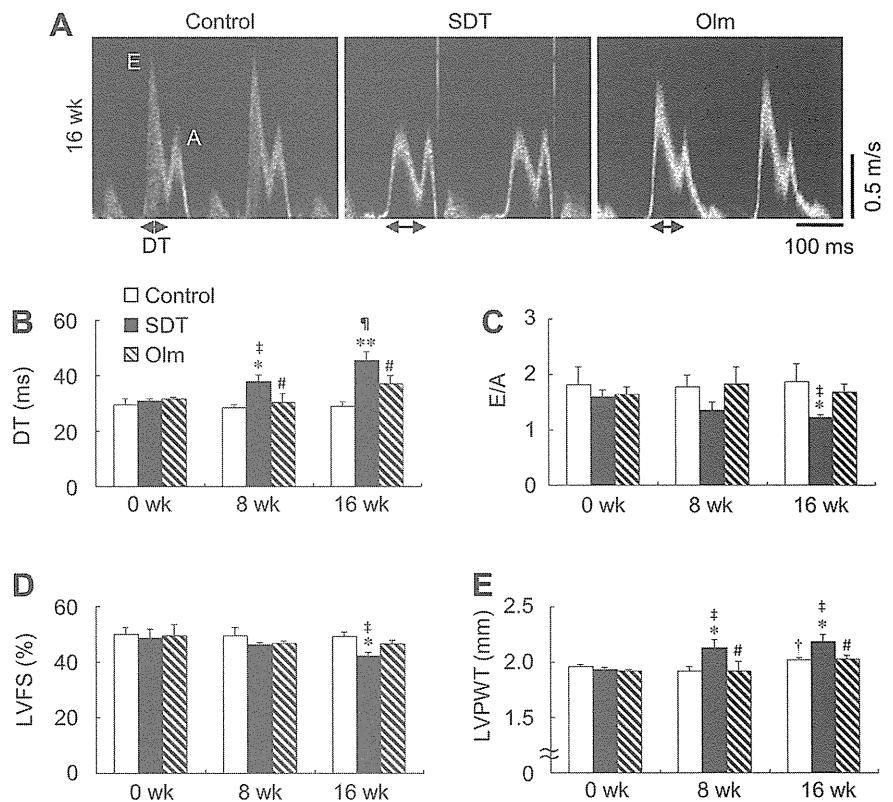 A
Control
SDT
Olm
16 wk
E
A
DT
0.5 m/s
100 ms
B
Control
SDT
Olm
DT (ms)
60
40
20
0
‡
*
#
¶
**
#
0 wk
8 wk
16 wk
C
E/A
3
2
1
0
‡
*
0 wk
8 wk
16 wk
D
LVFS (%)
60
40
20
0
‡
*
0 wk
8 wk
16 wk
E
LVPWT (mm)
2.5
2.0
1.5
0
‡
*
#
†
‡
*
#
0 wk
8 wk
16 wk